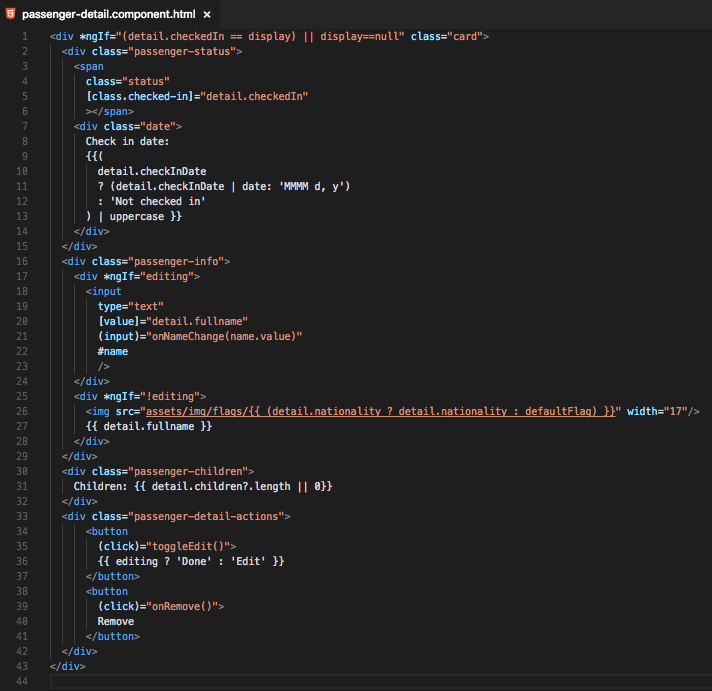 passenger-detail.component.html ×
1 <div *ngIf="(detail.checkedIn == display) || display==null" class="card">
2   <div class="passenger-status">
3     <span
4       class="status"
5       [class.checked-in]="detail.checkedIn"
6       ></span>
7     <div class="date">
8       Check in date:
9       {{(
10         detail.checkInDate
11         ? (detail.checkInDate | date: 'MMMM d, y')
12         : 'Not checked in'
13       ) | uppercase }}
14     </div>
15   </div>
16   <div class="passenger-info">
17     <div *ngIf="editing">
18       <input
19         type="text"
20         [value]="detail.fullname"
21         (input)="onNameChange(name.value)"
22         #name
23         />
24     </div>
25     <div *ngIf="!editing">
26       <img src="assets/img/flags/{{ (detail.nationality ? detail.nationality : defaultFlag) }}" width="17"/>
27       {{ detail.fullname }}
28     </div>
29   </div>
30   <div class="passenger-children">
31     Children: {{ detail.children?.length || 0}}
32   </div>
33   <div class="passenger-detail-actions">
34       <button
35         (click)="toggleEdit()">
36         {{ editing ? 'Done' : 'Edit' }}
37       </button>
38       <button
39         (click)="onRemove()">
40         Remove
41       </button>
42   </div>
43 </div>
44